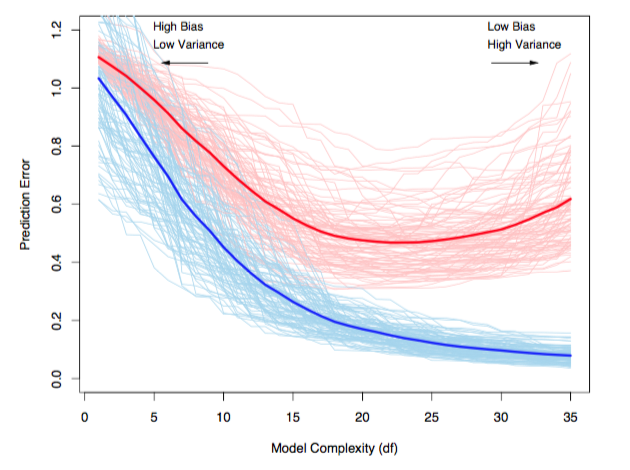 High Bias
Low Variance
Low Bias
High Variance
Prediction Error
1.2
1.0
0.8
0.6
0.4
0.2
0.0
0 5 10 15 20 25 30 35
Model Complexity (df)